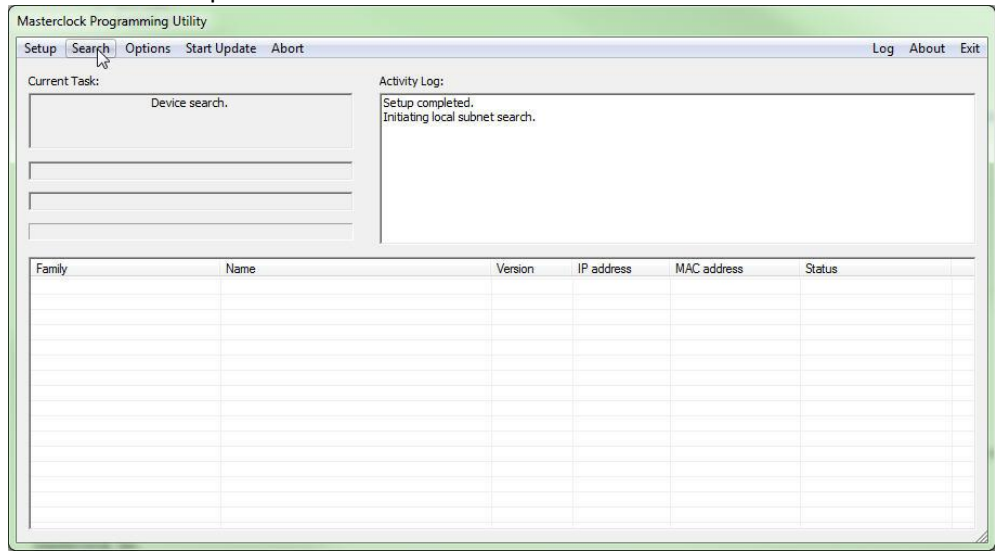 Masterclock Programming Utility
Setup Search Options Start Update Abort Log About Exit
Current Task:
Device search.
Activity Log:
Setup completed.
Initiating local subnet search.
Family Name Version IP address MAC address Status